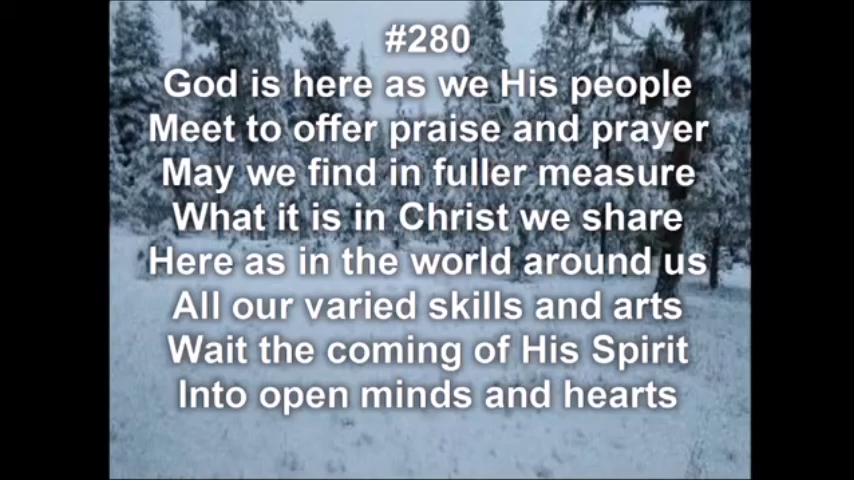 #280
God is here as we His people
Meet to offer praise and prayer
May we find in fuller measure
What it is in Christ we share
Here as in the world around us
All our varied skills and arts
Wait the coming of His Spirit
Into open minds and hearts